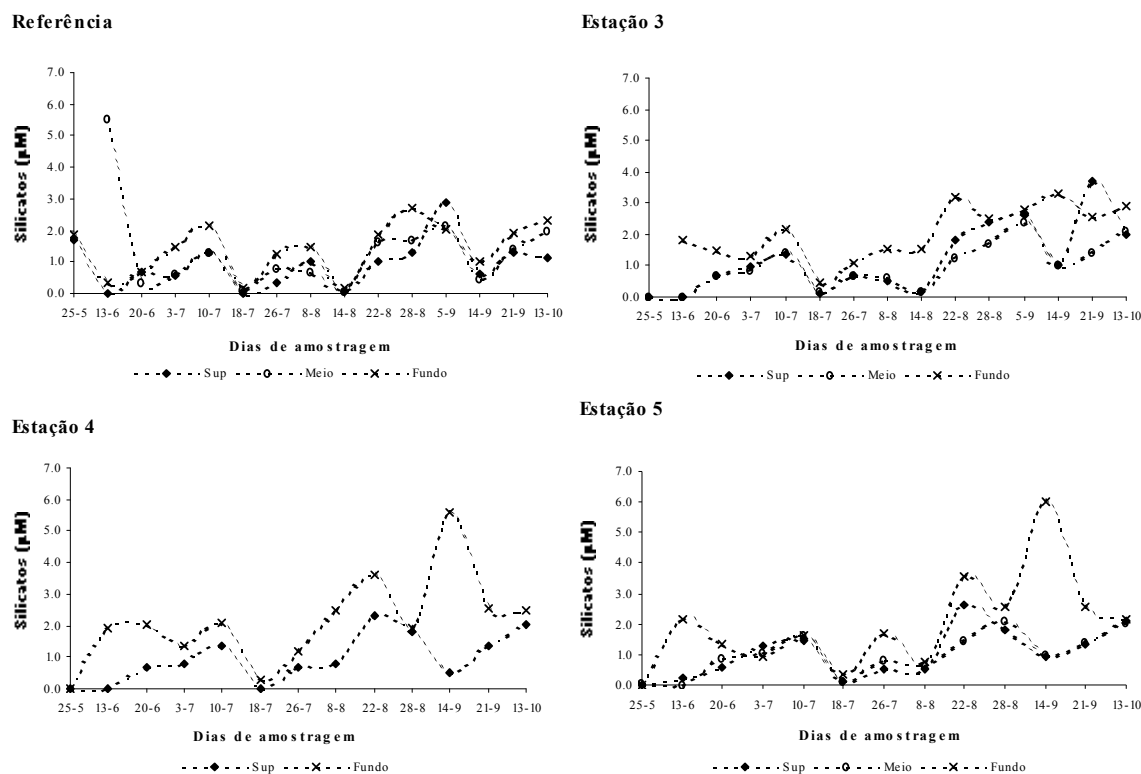 Referência
7.0
6.0
5.0
4.0
3.0
2.0
1.0
0.0
Silicatos (µM)
25-5 13-6 20-6 3-7 10-7 18-7 26-7 8-8 14-8 22-8 28-8 5-9 14-9 21-9 13-10
Dias de amostragem
Sup Meio Fundo
Estação 3
7.0
6.0
5.0
4.0
3.0
2.0
1.0
0.0
Silicatos (µM)
25-5 13-6 20-6 3-7 10-7 18-7 26-7 8-8 14-8 22-8 28-8 5-9 14-9 21-9 13-10
Dias de amostragem
Sup Meio Fundo
Estação 4
7.0
6.0
5.0
4.0
3.0
2.0
1.0
0.0
Silicatos (µM)
25-5 13-6 20-6 3-7 10-7 18-7 26-7 8-8 22-8 28-8 14-9 21-9 13-10
Dias de amostragem
Sup Fundo
Estação 5
7.0
6.0
5.0
4.0
3.0
2.0
1.0
0.0
Silicatos (µM)
25-5 13-6 20-6 3-7 10-7 18-7 26-7 8-8 22-8 28-8 14-9 21-9 13-10
Dias de amostragem
Sup Meio Fundo